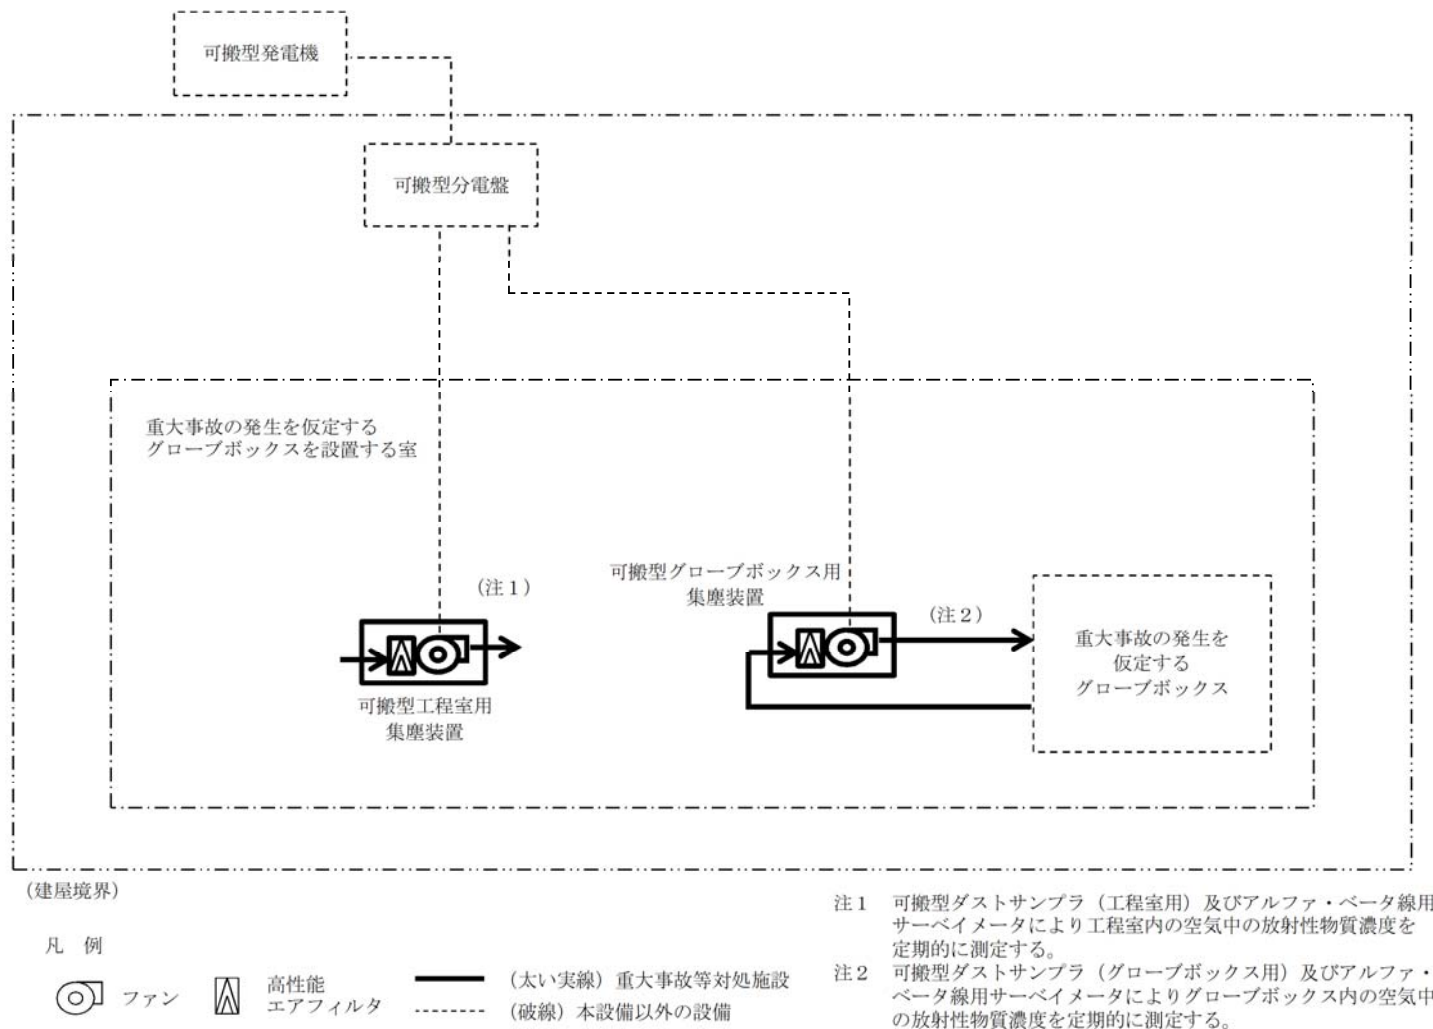 可搬型発電機
可搬型分電盤
重大事故の発生を仮定する
グローブボックスを設置する室
(注1)
可搬型工程室用
集塵装置
可搬型グローブボックス用
集塵装置
(注2)
重大事故の発生を
仮定する
グローブボックス
(建屋境界)
凡 例
ファン
高性能
エアフィルタ
(太い実線) 重大事故等対処施設
(破線) 本設備以外の設備
注1 可搬型ダストサンプラ (工程室用) 及びアルファ・ベータ線用
サーベイメータにより工程室内の空気中の放射性物質濃度を
定期的に測定する。
注2 可搬型ダストサンプラ (グローブボックス用) 及びアルファ・
ベータ線用サーベイメータによりグローブボックス内の空気中
の放射性物質濃度を定期的に測定する。